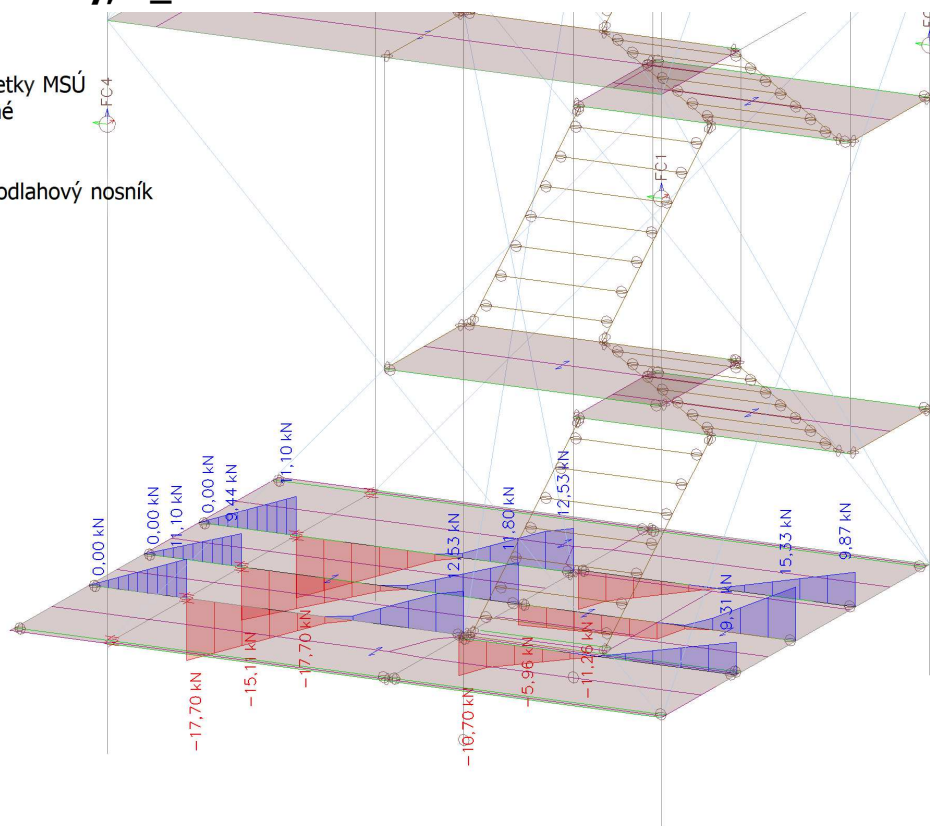 etky MSÚ
né
odlahový nosník
FC4
FC1
FC
0,00 kN
0,00 kN
11,10 kN
0,00 kN
9,44 kN
11,10 kN
12,53 kN
11,80 kN
12,53 kN
9,31 kN
15,33 kN
9,87 kN
−17,70 kN
−15,11 kN
−17,70 kN
−10,70 kN
−5,96 kN
−11,26 kN